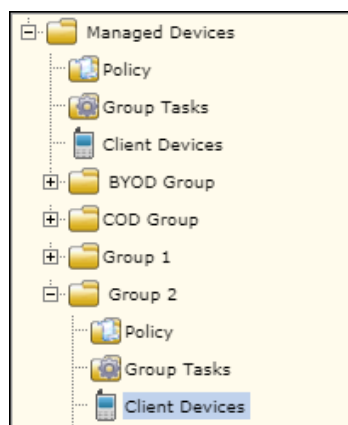 Managed Devices
Policy
Group Tasks
Client Devices
BYOD Group
COD Group
Group 1
Group 2
Policy
Group Tasks
Client Devices